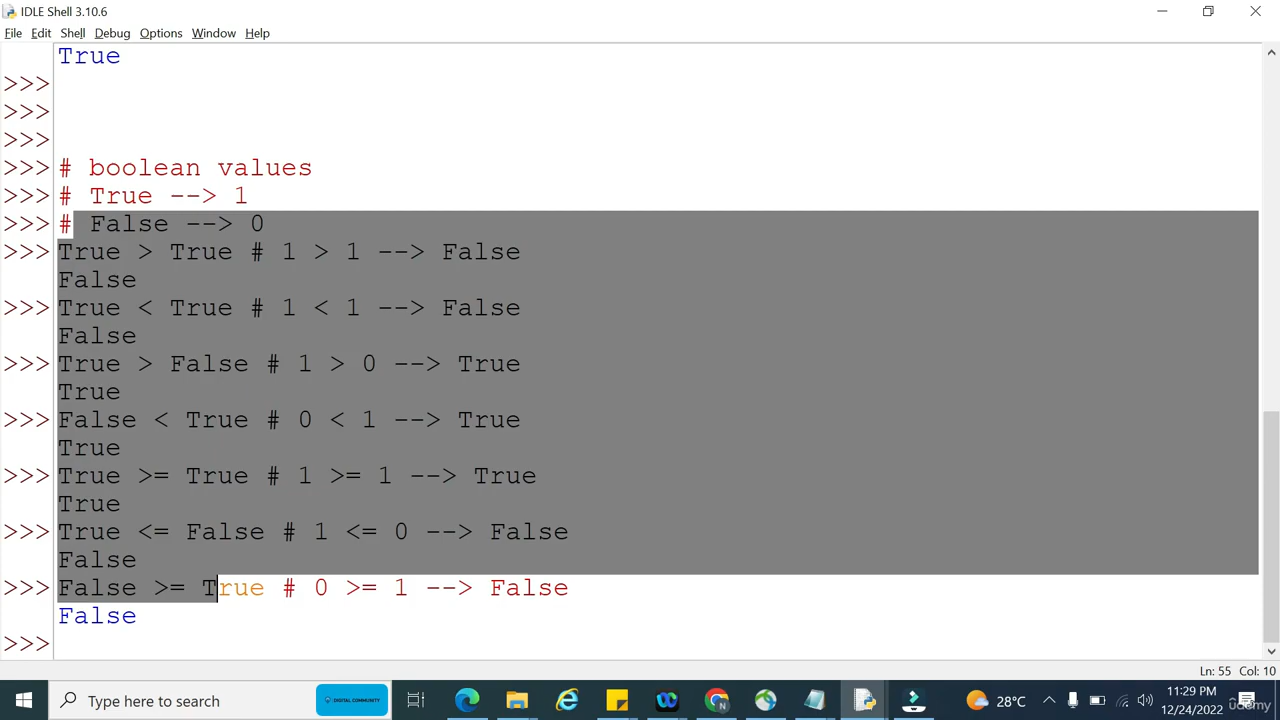 IDLE Shell 3.10.6
File Edit Shell Debug Options Window Help
True
>>>
>>>
>>>
>>> # boolean values
>>> # True --> 1
>>> # False --> 0
>>> True > True # 1 > 1 --> False
False
>>> True < True # 1 < 1 --> False
False
>>> True > False # 1 > 0 --> True
True
>>> False < True # 0 < 1 --> True
True
>>> True >= True # 1 >= 1 --> True
True
>>> True <= False # 1 <= 0 --> False
False
>>> False >= True # 0 >= 1 --> False
False
>>>
Ln: 55 Col: 10
Type here to search
DIGITAL COMMUNITY
28°C
11:29 PM
12/24/2022
udemy